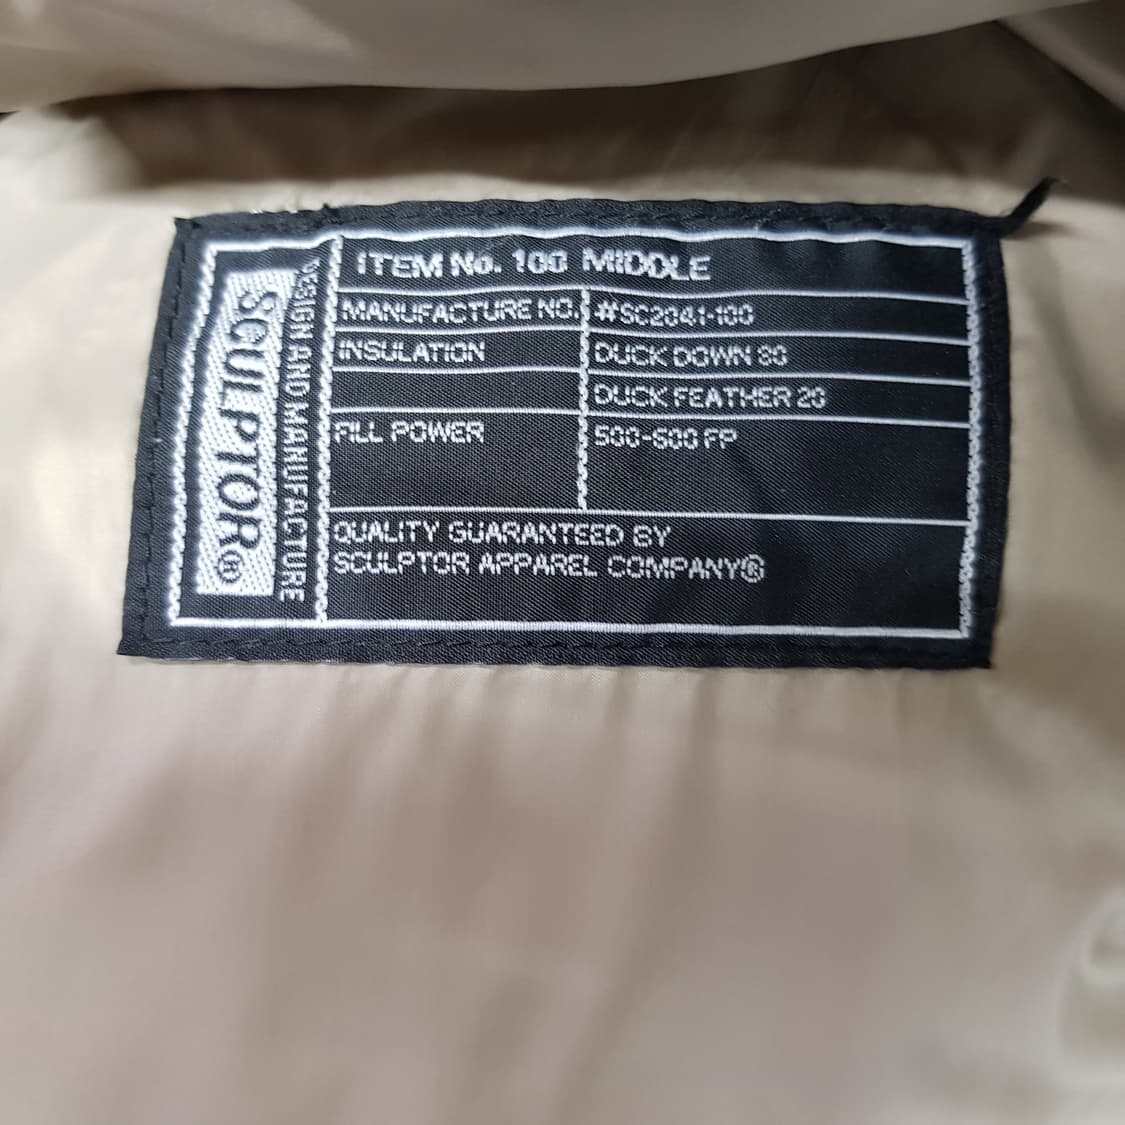 DESIGN AND MANUFACTURE
SCULPTOR®
ITEM No. 100 MIDDLE
MANUFACTURE NO. #SC2041-100
INSULATION DUCK DOWN 80
DUCK FEATHER 20
FILL POWER 500-600 FP
QUALITY GUARANTEED BY
SCULPTOR APPAREL COMPANY®